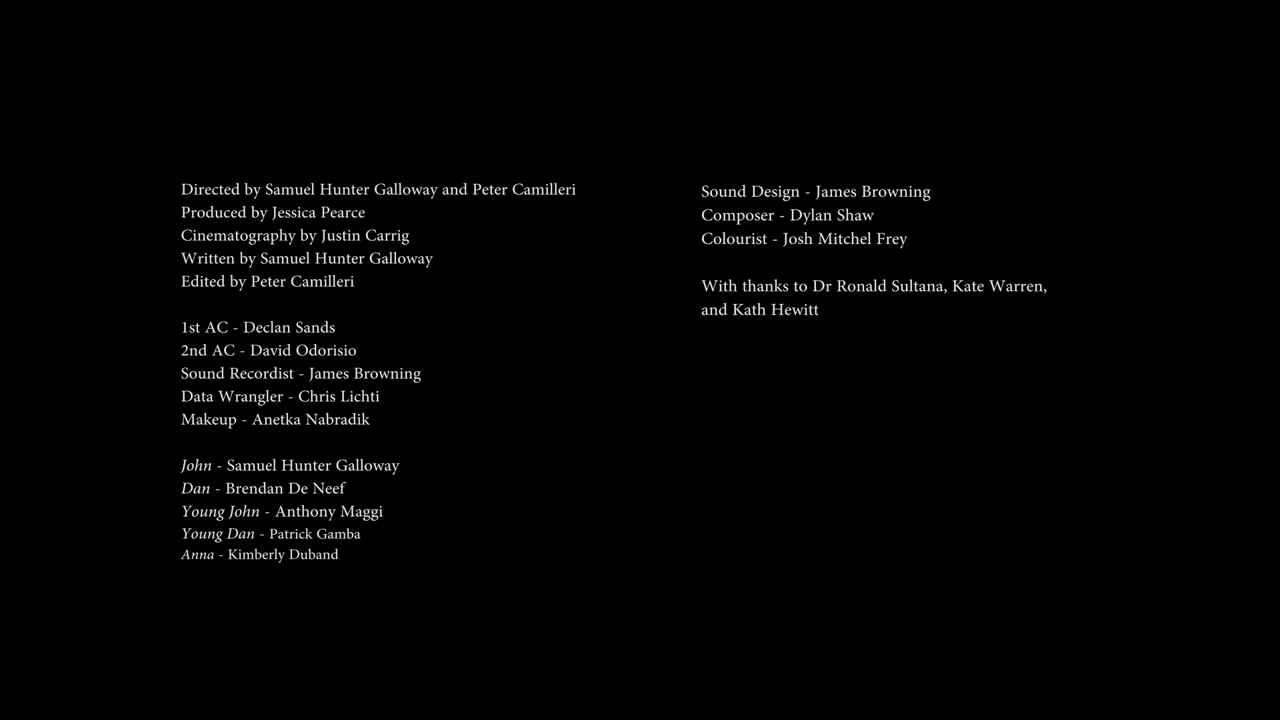 Directed by Samuel Hunter Galloway and Peter Camilleri
Produced by Jessica Pearce
Cinematography by Justin Carrig
Written by Samuel Hunter Galloway
Edited by Peter Camilleri
1st AC - Declan Sands
2nd AC - David Odorisio
Sound Recordist - James Browning
Data Wrangler - Chris Lichti
Makeup - Anetka Nabradik
John - Samuel Hunter Galloway
Dan - Brendan De Neef
Young John - Anthony Maggi
Young Dan - Patrick Gamba
Anna - Kimberly Duband
Sound Design - James Browning
Composer - Dylan Shaw
Colourist - Josh Mitchel Frey
With thanks to Dr Ronald Sultana, Kate Warren,
and Kath Hewitt